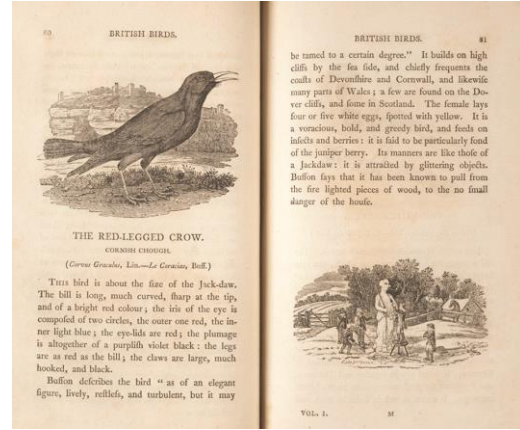 80
BRITISH BIRDS.
THE RED-LEGGED CROW.
CORNISH CHOUGH.
(Corvus Graculus, Lin.—Le Coracias, Buff.)
THIS bird is about the ſize of the Jack-daw.
The bill is long, much curved, ſharp at the tip,
and of a bright red colour; the iris of the eye is
compoſed of two circles, the outer one red, the in-
ner light blue; the eye-lids are red; the plumage
is altogether of a purpliſh violet black: the legs
are as red as the bill; the claws are large, much
hooked, and black.
Buffon deſcribes the bird “ as of an elegant
figure, lively, reſtleſs, and turbulent, but it may
BRITISH BIRDS.
81
be tamed to a certain degree.” It builds on high
cliffs by the ſea ſide, and chiefly frequents the
coaſts of Devonſhire and Cornwall, and likewiſe
many parts of Wales; a few are found on the Do-
ver cliffs, and ſome in Scotland. The female lays
four or five white eggs, ſpotted with yellow. It is
a voracious, bold, and greedy bird, and feeds on
inſects and berries: it is ſaid to be particularly fond
of the juniper berry. Its manners are like thoſe of
a Jackdaw: it is attracted by glittering objects.
Buffon ſays that it has been known to pull from
the fire lighted pieces of wood, to the no ſmall
danger of the houſe.
VOL. I. M